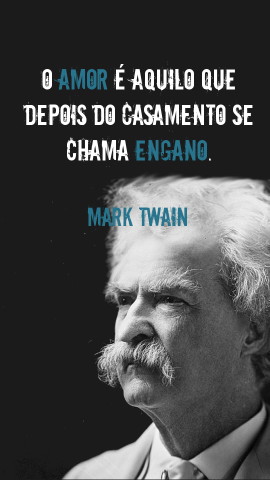 O AMOR É AQUILO QUE
DEPOIS DO CASAMENTO SE
CHAMA ENGANO.
MARK TWAIN